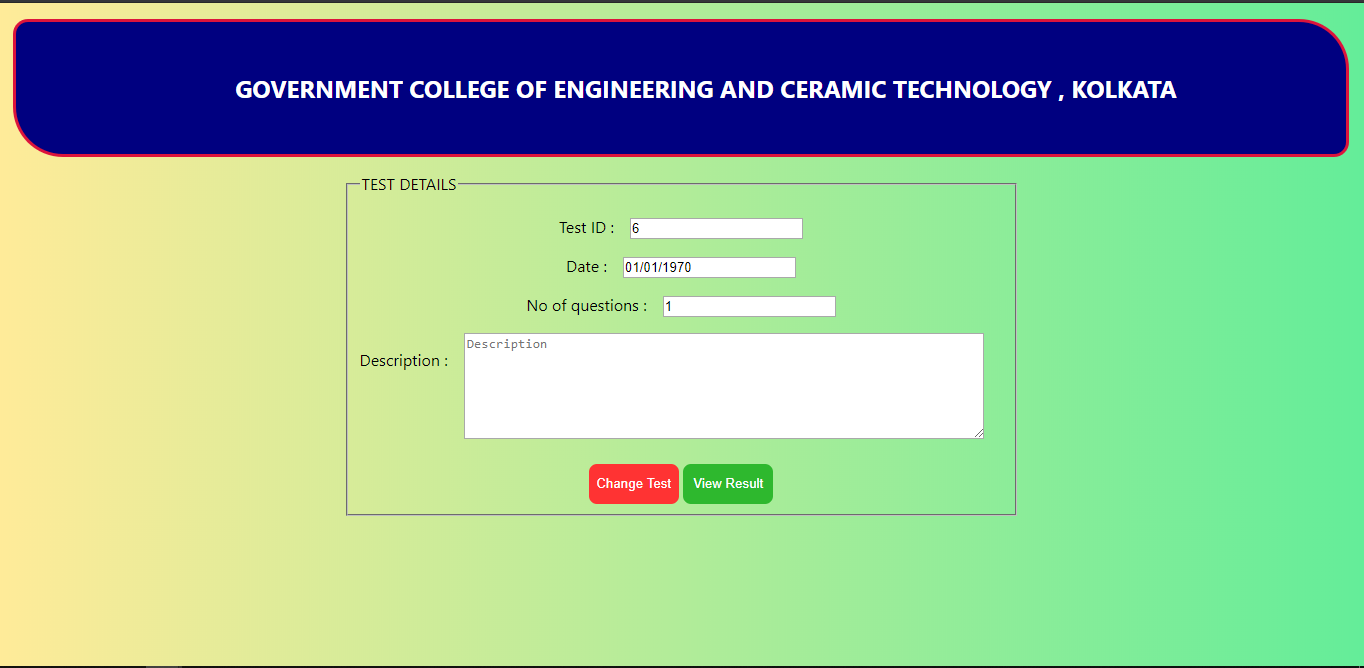 GOVERNMENT COLLEGE OF ENGINEERING AND CERAMIC TECHNOLOGY , KOLKATA
TEST DETAILS
Test ID : 6
Date : 01/01/1970
No of questions : 1
Description : Description
Change Test View Result